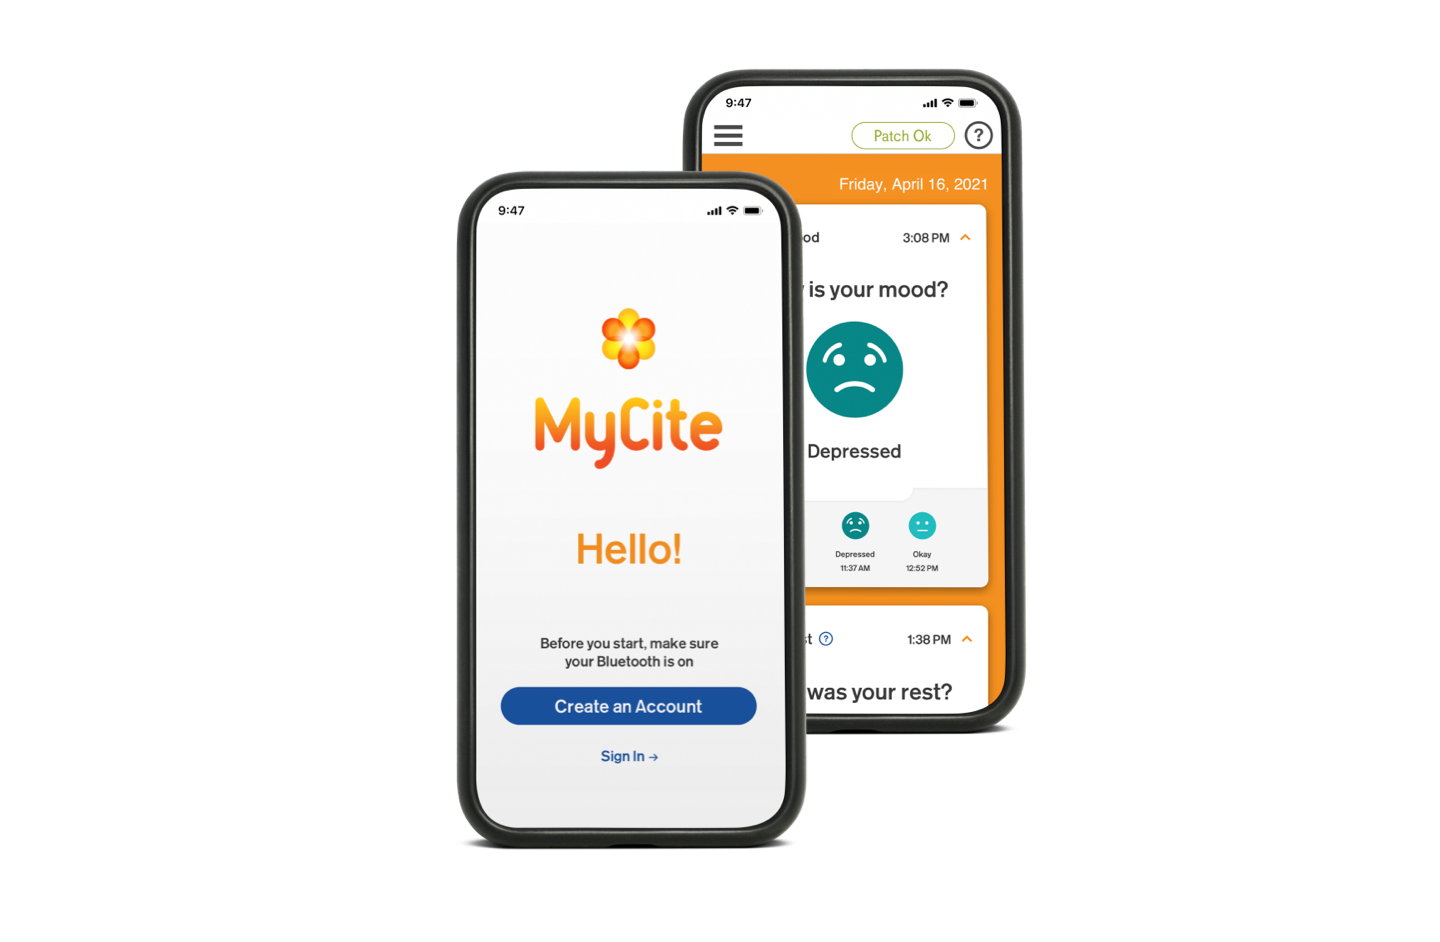 9:47
MyCite
Hello!
Before you start, make sure
your Bluetooth is on
Create an Account
Sign In →
9:47
Patch Ok
?
Friday, April 16, 2021
3:08 PM
is your mood?
Depressed
Depressed
11:37 AM
Okay
12:52 PM
?
1:38 PM
was your rest?